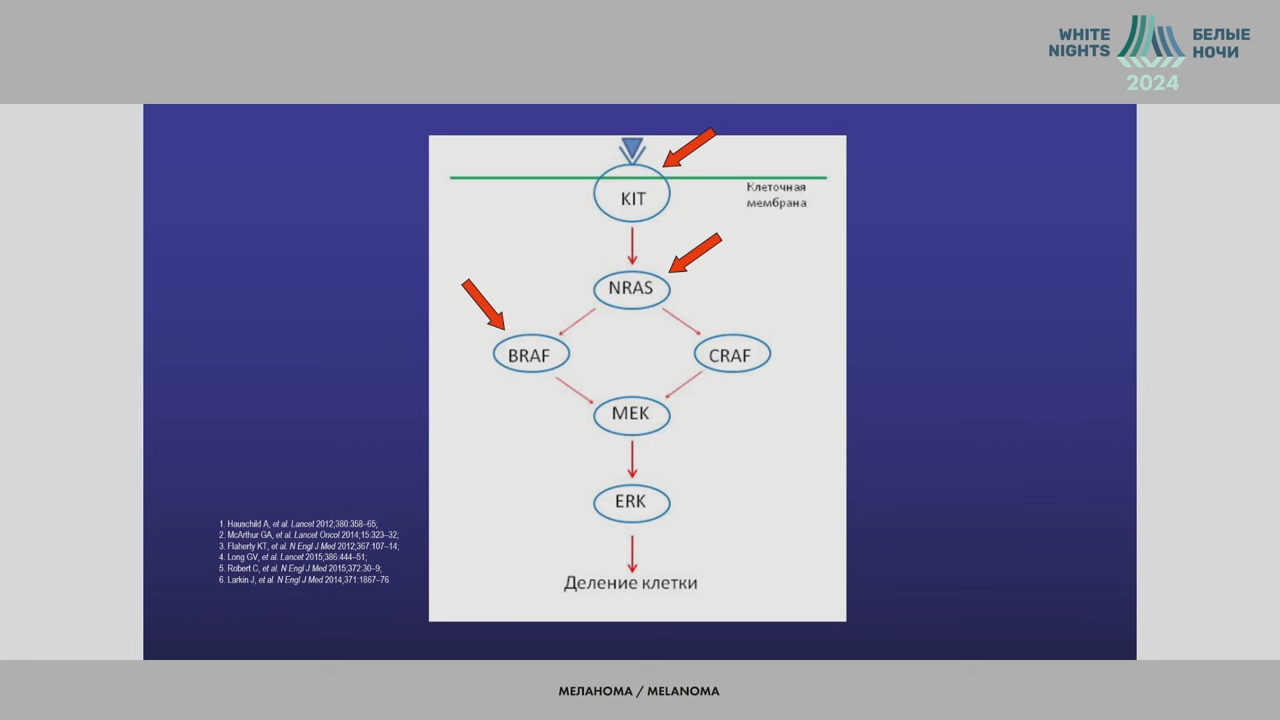 WHITE
NIGHTS
БЕЛЫЕ
НОЧИ
2024
KIT
Клеточная
мембрана
NRAS
BRAF
CRAF
MEK
ERK
Деление клетки
1. Hauschild A, et al. Lancet 2012;380:358–65;
2. McArthur GA, et al. Lancet Oncol 2014;15:323–32;
3. Flaherty KT, et al. N Engl J Med 2012;367:107–14;
4. Long GV, et al. Lancet 2015;386:444–51;
5. Robert C, et al. N Engl J Med 2015;372:30–9;
6. Larkin J, et al. N Engl J Med 2014;371:1867–76.
МЕЛАНОМА / MELANOMA